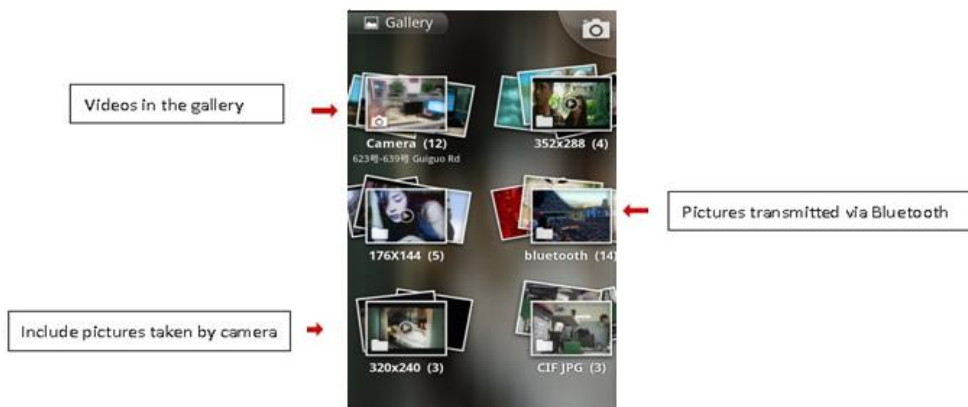 Gallery
Videos in the gallery
Camera (12)
352x288 (4)
623号-639号 Guiguo Rd
Pictures transmitted via Bluetooth
176X144 (5)
bluetooth (14)
Include pictures taken by camera
320x240 (3)
CIF JPG (3)